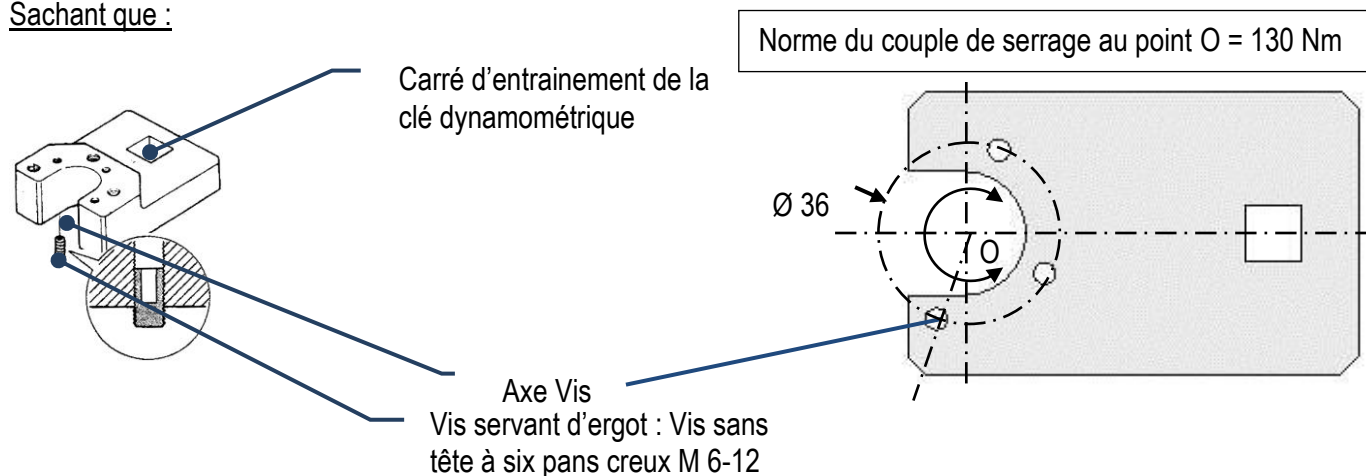 Sachant que :
Norme du couple de serrage au point O = 130 Nm
Carré d’entrainement de la
clé dynamométrique
Ø 36
O
Axe Vis
Vis servant d’ergot : Vis sans
tête à six pans creux M 6-12